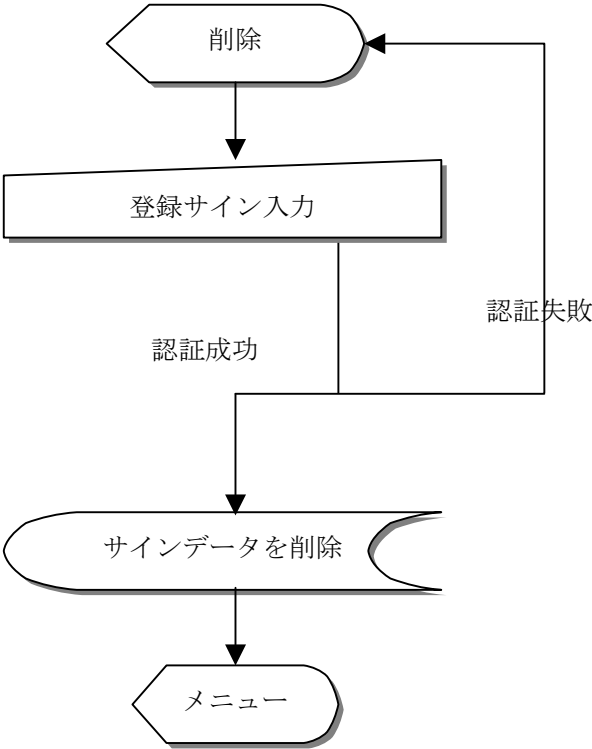 削除
登録サイン入力
認証失敗
認証成功
サインデータを削除
メニュー